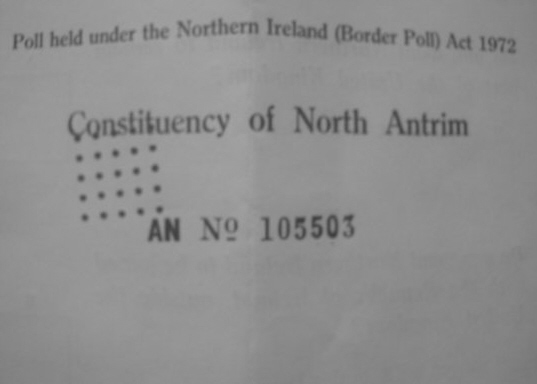 Poll held under the Northern Ireland (Border Poll) Act 1972
Constituency of North Antrim
AN Nº 105503